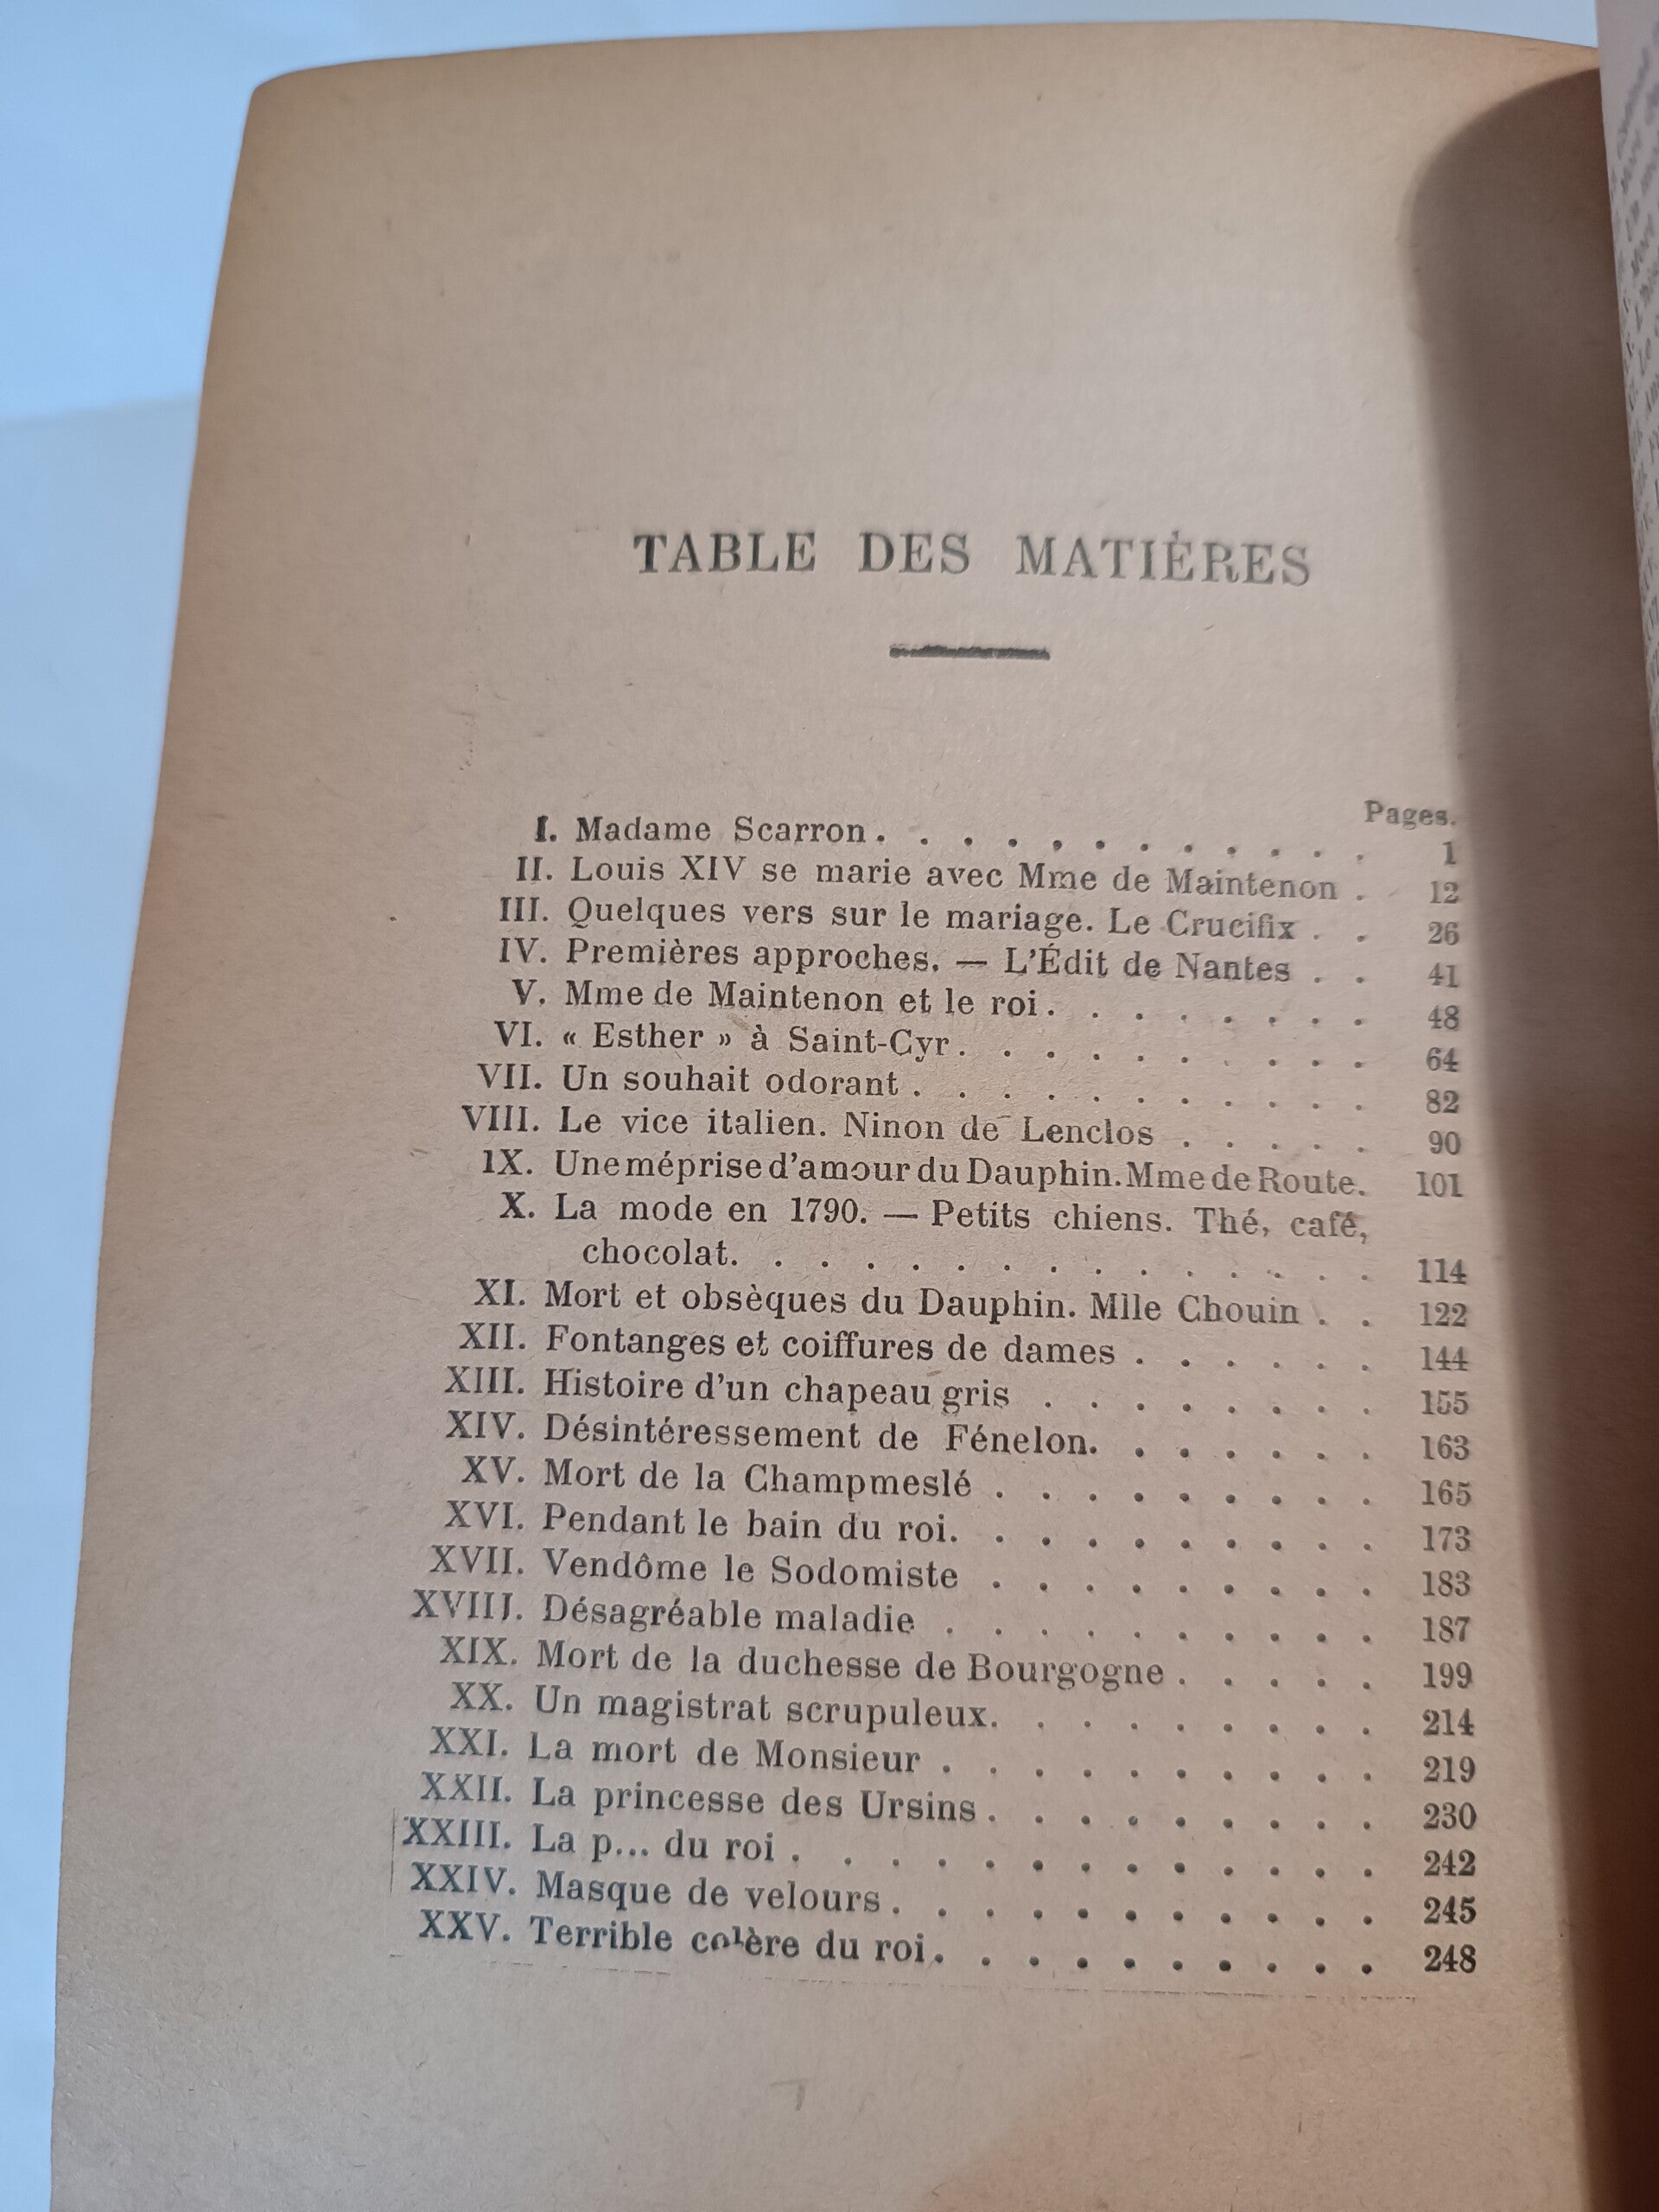 TABLE DES MATIÈRES
Pages.
I. Madame Scarron. . . . . . . . . . . . 1
II. Louis XIV se marie avec Mme de Maintenon . 12
III. Quelques vers sur le mariage. Le Crucifix . . 26
IV. Premières approches. — L'Édit de Nantes . . 41
V. Mme de Maintenon et le roi. . . . . . . . 48
VI. « Esther » à Saint-Cyr. . . . . . . . . . 64
VII. Un souhait odorant . . . . . . . . . . . 82
VIII. Le vice italien. Ninon de Lenclos . . . . . 90
IX. Une méprise d'amour du Dauphin. Mme de Route. 101
X. La mode en 1790. — Petits chiens. Thé, café,
chocolat. . . . . . . . . . . . . . . 114
XI. Mort et obsèques du Dauphin. Mlle Chouin . . 122
XII. Fontanges et coiffures de dames . . . . . . 144
XIII. Histoire d'un chapeau gris . . . . . . . . 155
XIV. Désintéressement de Fénelon. . . . . . . 163
XV. Mort de la Champmeslé . . . . . . . . . 165
XVI. Pendant le bain du roi. . . . . . . . . . 173
XVII. Vendôme le Sodomiste . . . . . . . . . 183
XVIII. Désagréable maladie . . . . . . . . . . 187
XIX. Mort de la duchesse de Bourgogne . . . . . 199
XX. Un magistrat scrupuleux. . . . . . . . . 214
XXI. La mort de Monsieur . . . . . . . . . . 219
XXII. La princesse des Ursins . . . . . . . . . 230
XXIII. La p... du roi . . . . . . . . . . . . . 242
XXIV. Masque de velours . . . . . . . . . . . 245
XXV. Terrible colère du roi. . . . . . . . . . 248